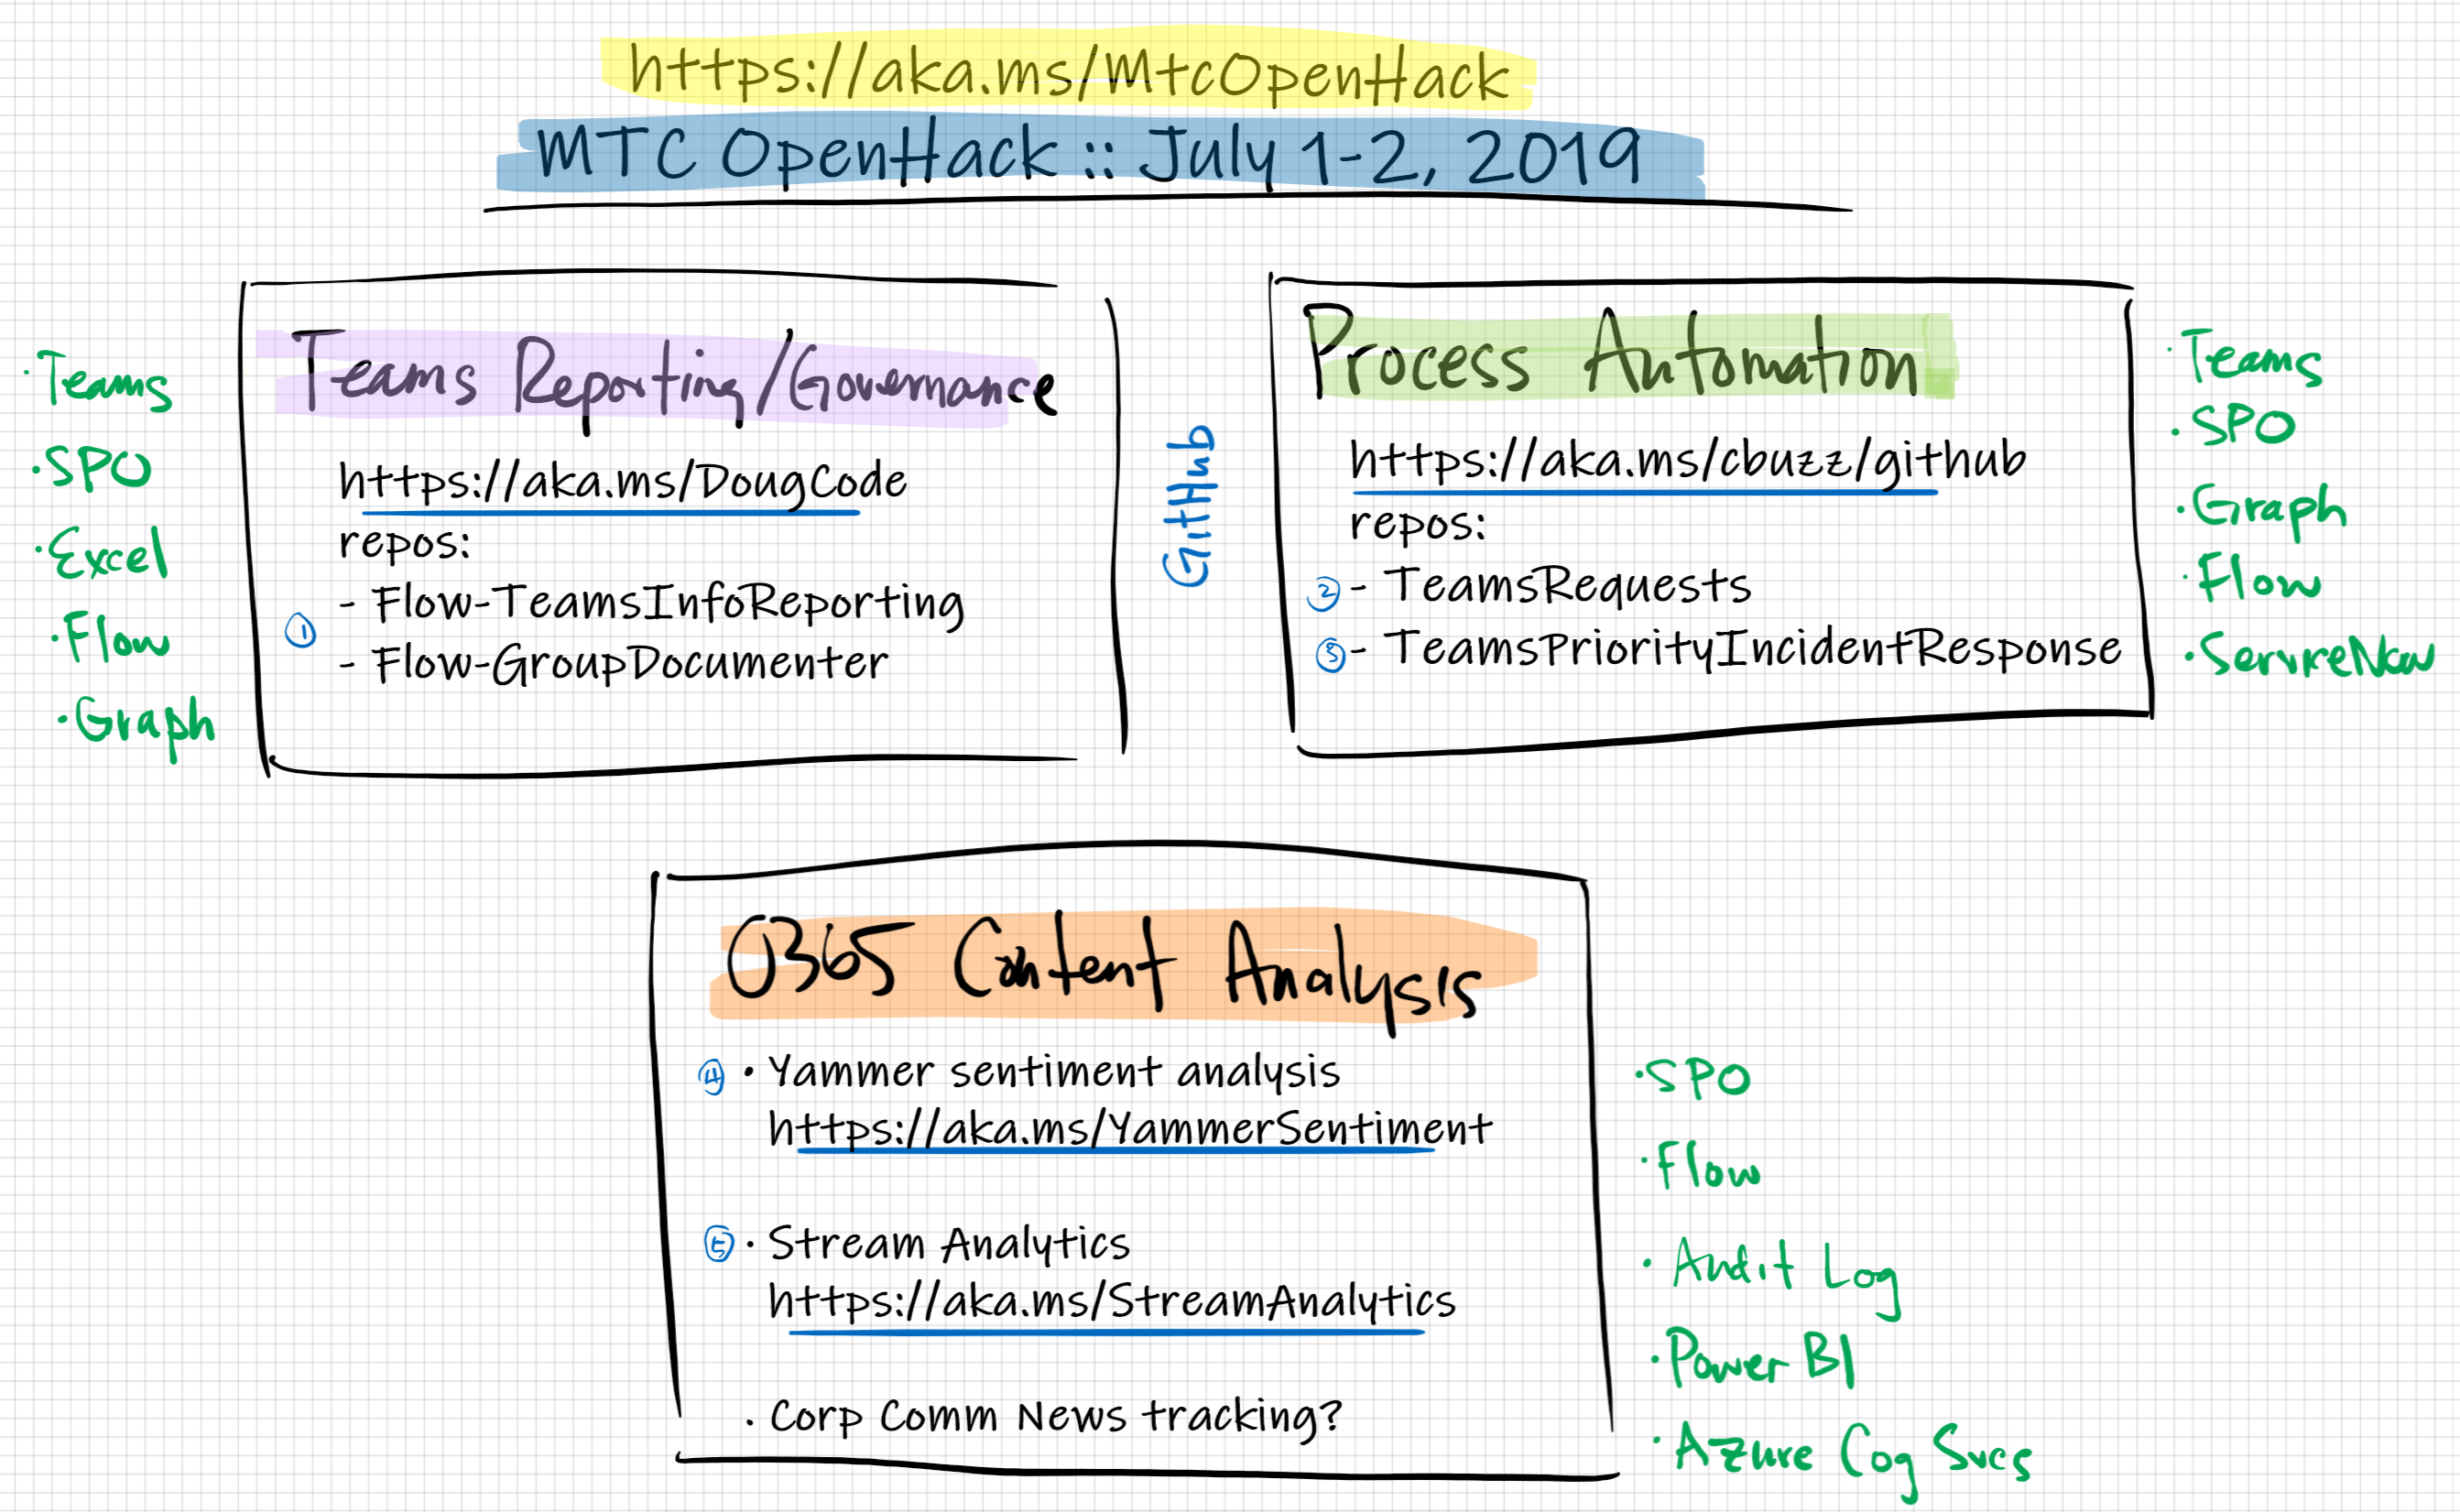 https://aka.ms/MtcOpenHack
MTC OpenHack :: July 1-2, 2019
· Teams
· SPO
· Excel
· Flow
· Graph
Teams Reporting/Governance
https://aka.ms/DougCode
repos:
- Flow-TeamsInfoReporting
①
- Flow-GroupDocumenter
GitHub
Process Automation
https://aka.ms/cbuzz/github
repos:
② - TeamsRequests
③ - TeamsPriorityIncidentResponse
· Teams
· SPO
· Graph
· Flow
· ServiceNow
O365 Content Analysis
④ · Yammer sentiment analysis
https://aka.ms/YammerSentiment
⑤ · Stream Analytics
https://aka.ms/StreamAnalytics
· Corp Comm News tracking?
· SPO
· Flow
· Audit Log
· Power BI
· Azure Cog Svcs